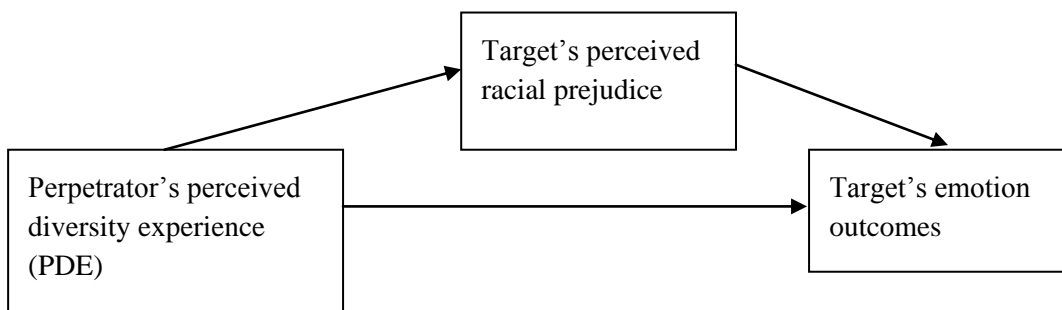 Target’s perceived
racial prejudice
Perpetrator’s perceived
diversity experience
(PDE)
Target’s emotion
outcomes